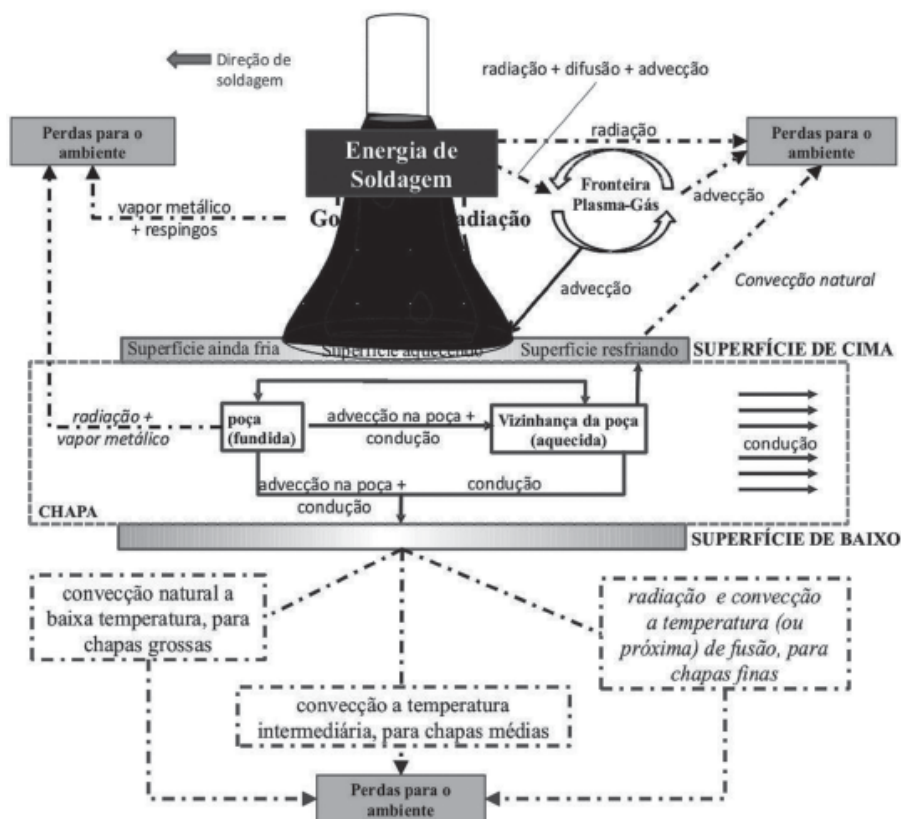 Direção de
soldagem
radiação + difusão + advecção
Perdas para o
ambiente
Energia de
Soldagem
radiação
Perdas para o
ambiente
Fronteira
Plasma-Gás
advecção
vapor metálico
+ respingos
Go
adiação
advecção
Convecção natural
Superfície ainda fria
Superfície aquecendo
Superfície resfriando
SUPERFÍCIE DE CIMA
radiação +
vapor metálico
poça
(fundida)
advecção na poça +
condução
Vizinhança da poça
(aquecida)
condução
advecção na poça +
condução
condução
CHAPA
SUPERFÍCIE DE BAIXO
convecção natural a
baixa temperatura, para
chapas grossas
radiação e convecção
a temperatura (ou
próxima) de fusão, para
chapas finas
convecção a temperatura
intermediária, para chapas médias
Perdas para o
ambiente